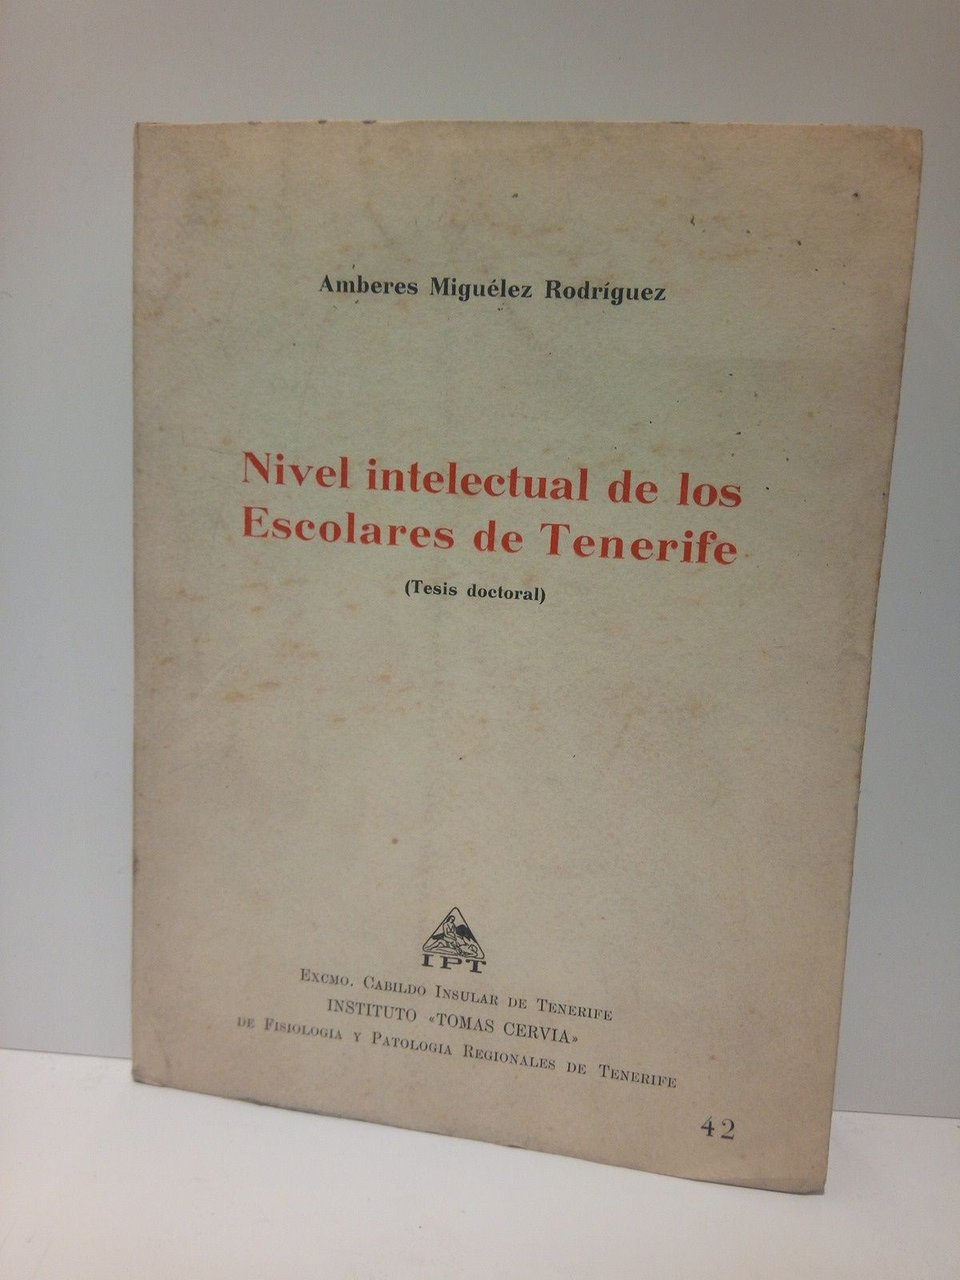 Amberes Miguélez Rodríguez
Nivel intelectual de los
Escolares de Tenerife
(Tesis doctoral)
IPT
Excmo. Cabildo Insular de Tenerife
INSTITUTO «TOMAS CERVIA»
de Fisiologia y Patologia Regionales de Tenerife
42